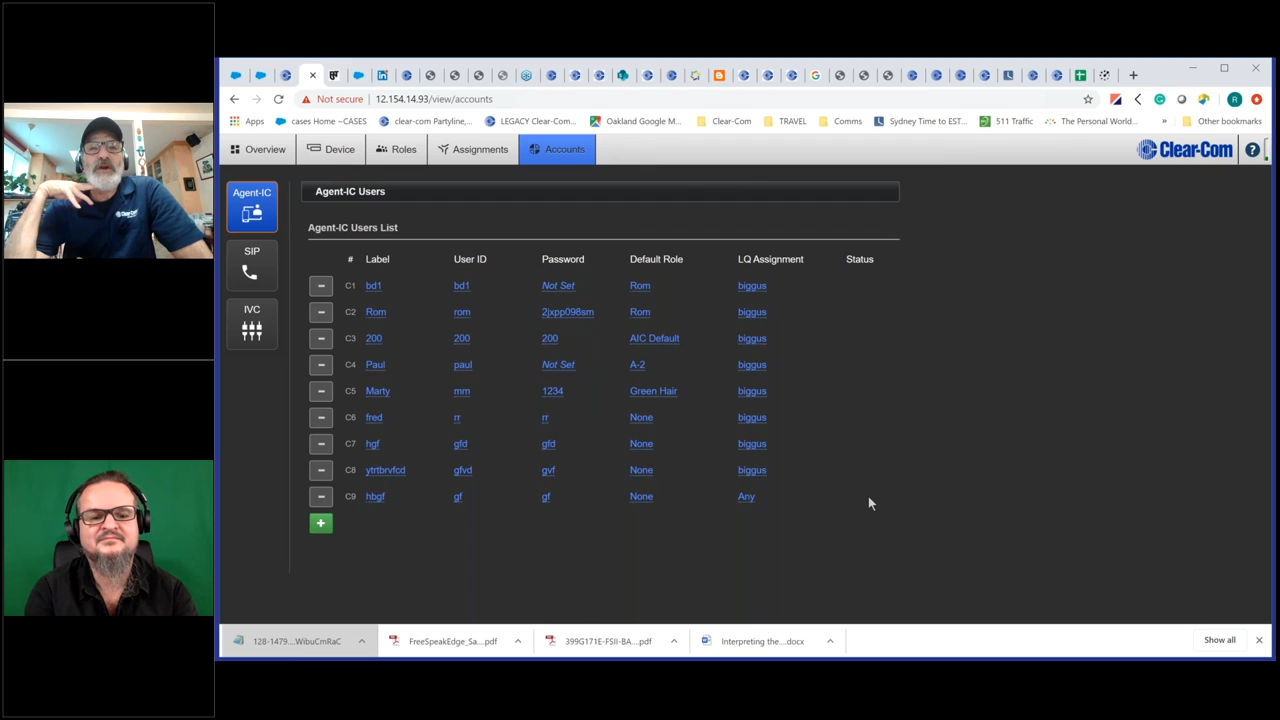 Not secure 12.154.14.93/view/accounts
Apps cases Home ~CASES clear-com Partyline,... LEGACY Clear-Com... Oakland Google M... Clear-Com TRAVEL Comms Sydney Time to EST... 511 Traffic The Personal World... » Other bookmarks
Overview Device Roles Assignments Accounts Clear-Com ?
Agent-IC
SIP
IVC
Agent-IC Users
Agent-IC Users List
# Label User ID Password Default Role LQ Assignment Status
C1 bd1 bd1 Not Set Rom biggus
C2 Rom rom 2jxpp098sm Rom biggus
C3 200 200 200 AIC Default biggus
C4 Paul paul Not Set A-2 biggus
C5 Marty mm 1234 Green Hair biggus
C6 fred rr rr None biggus
C7 hgf gfd gfd None biggus
C8 ytrtbrvfcd gfvd gvf None biggus
C9 hbgf gf gf None Any
128-1479....WibuCmRaC FreeSpeakEdge_Sa....pdf 399G171E-FSII-BA....pdf Interpreting the....docx Show all